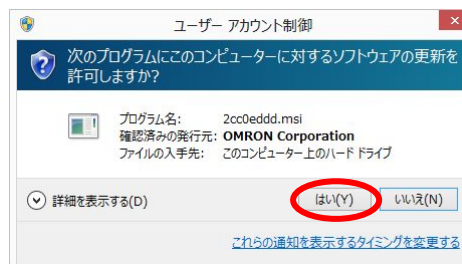 ユーザー アカウント制御
次のプログラムにこのコンピューターに対するソフトウェアの更新を
許可しますか?
プログラム名: 2cc0eddd.msi
確認済みの発行元: OMRON Corporation
ファイルの入手先: このコンピューター上のハード ドライブ
詳細を表示する(D)
はい(Y)
いいえ(N)
これらの通知を表示するタイミングを変更する